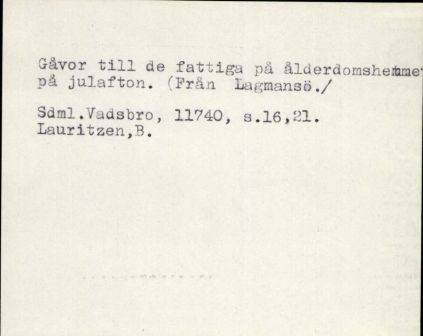 Gåvor till de fattiga på ålderdomshemmet
på julafton. (Från Lagmansö./
Sdml.Vadsbro, 11740, s.16,21.
Lauritzen,B.